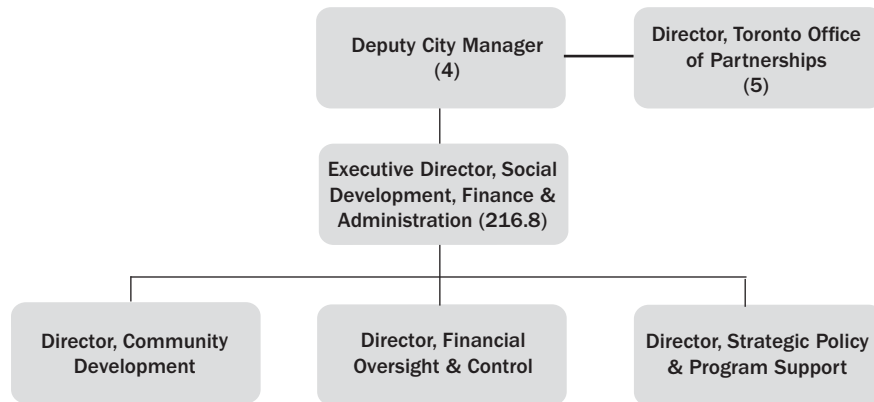 Deputy City Manager
(4)
Director, Toronto Office
of Partnerships
(5)
Executive Director, Social
Development, Finance &
Administration (216.8)
Director, Community
Development
Director, Financial
Oversight & Control
Director, Strategic Policy
& Program Support